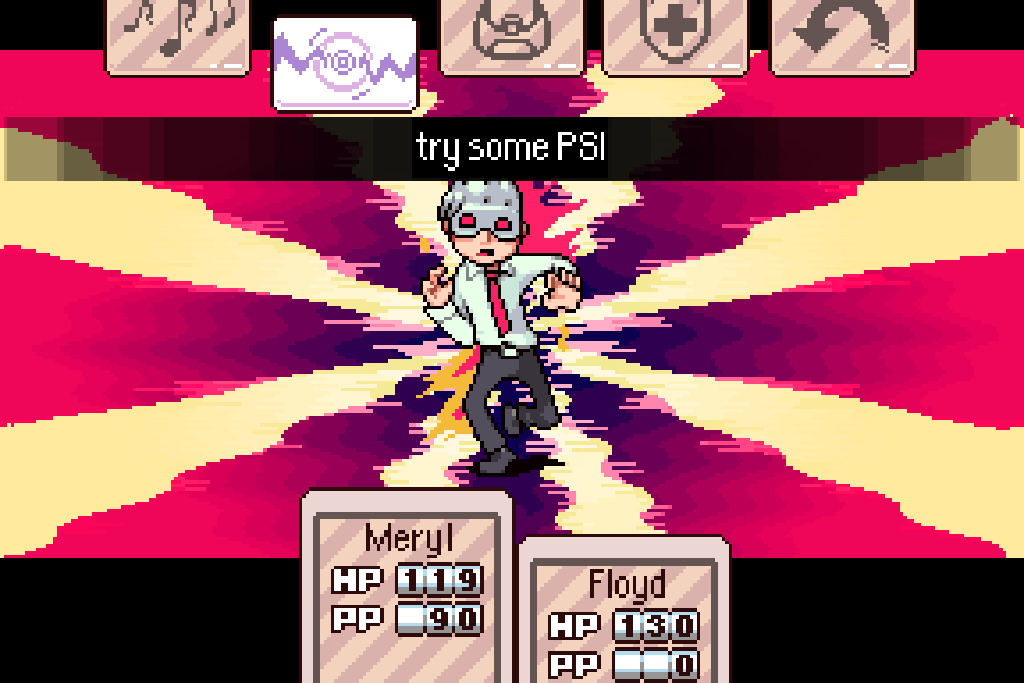 try some PSI
Meryl
HP 119
PP 90
Floyd
HP 130
PP 0